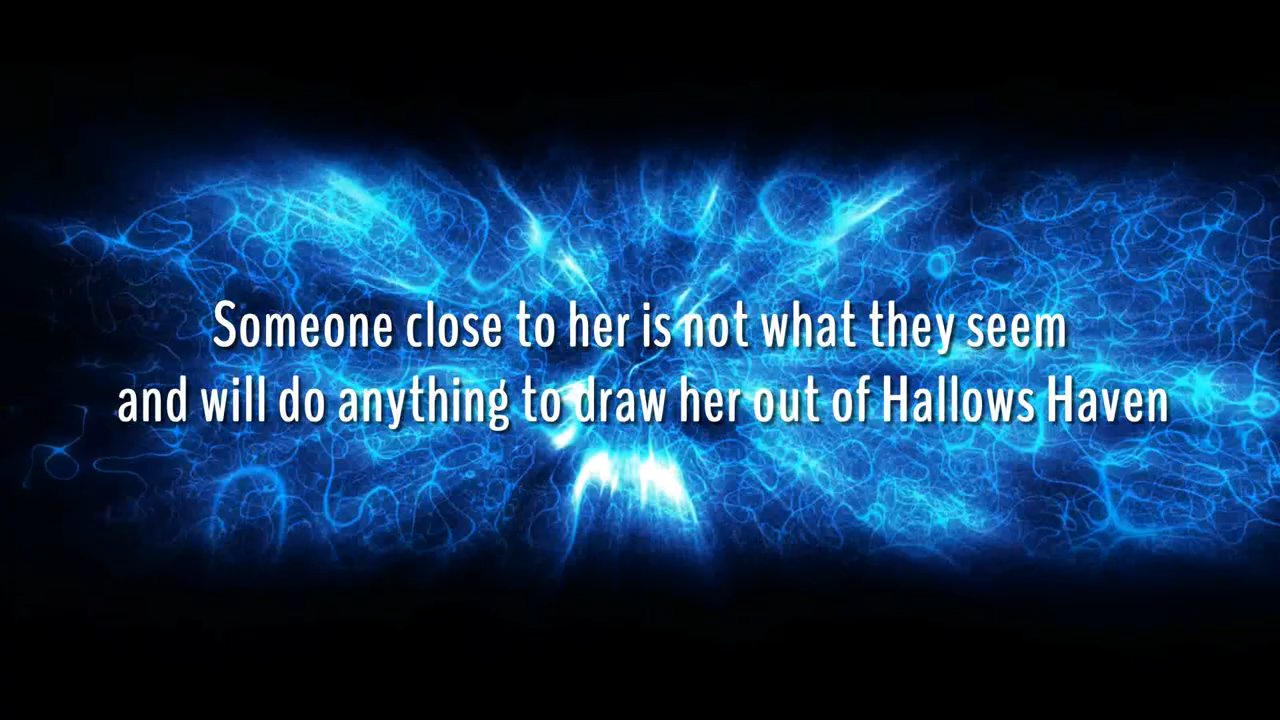 Someone close to her is not what they seem
and will do anything to draw her out of Hallows Haven